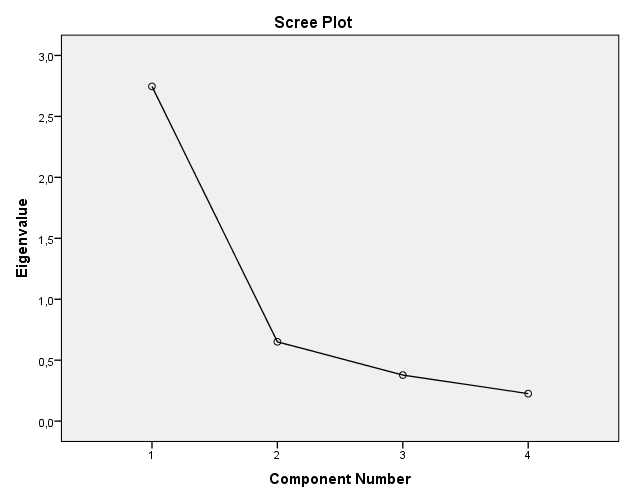 Scree Plot
Eigenvalue
3,0
2,5
2,0
1,5
1,0
0,5
0,0
1 2 3 4
Component Number